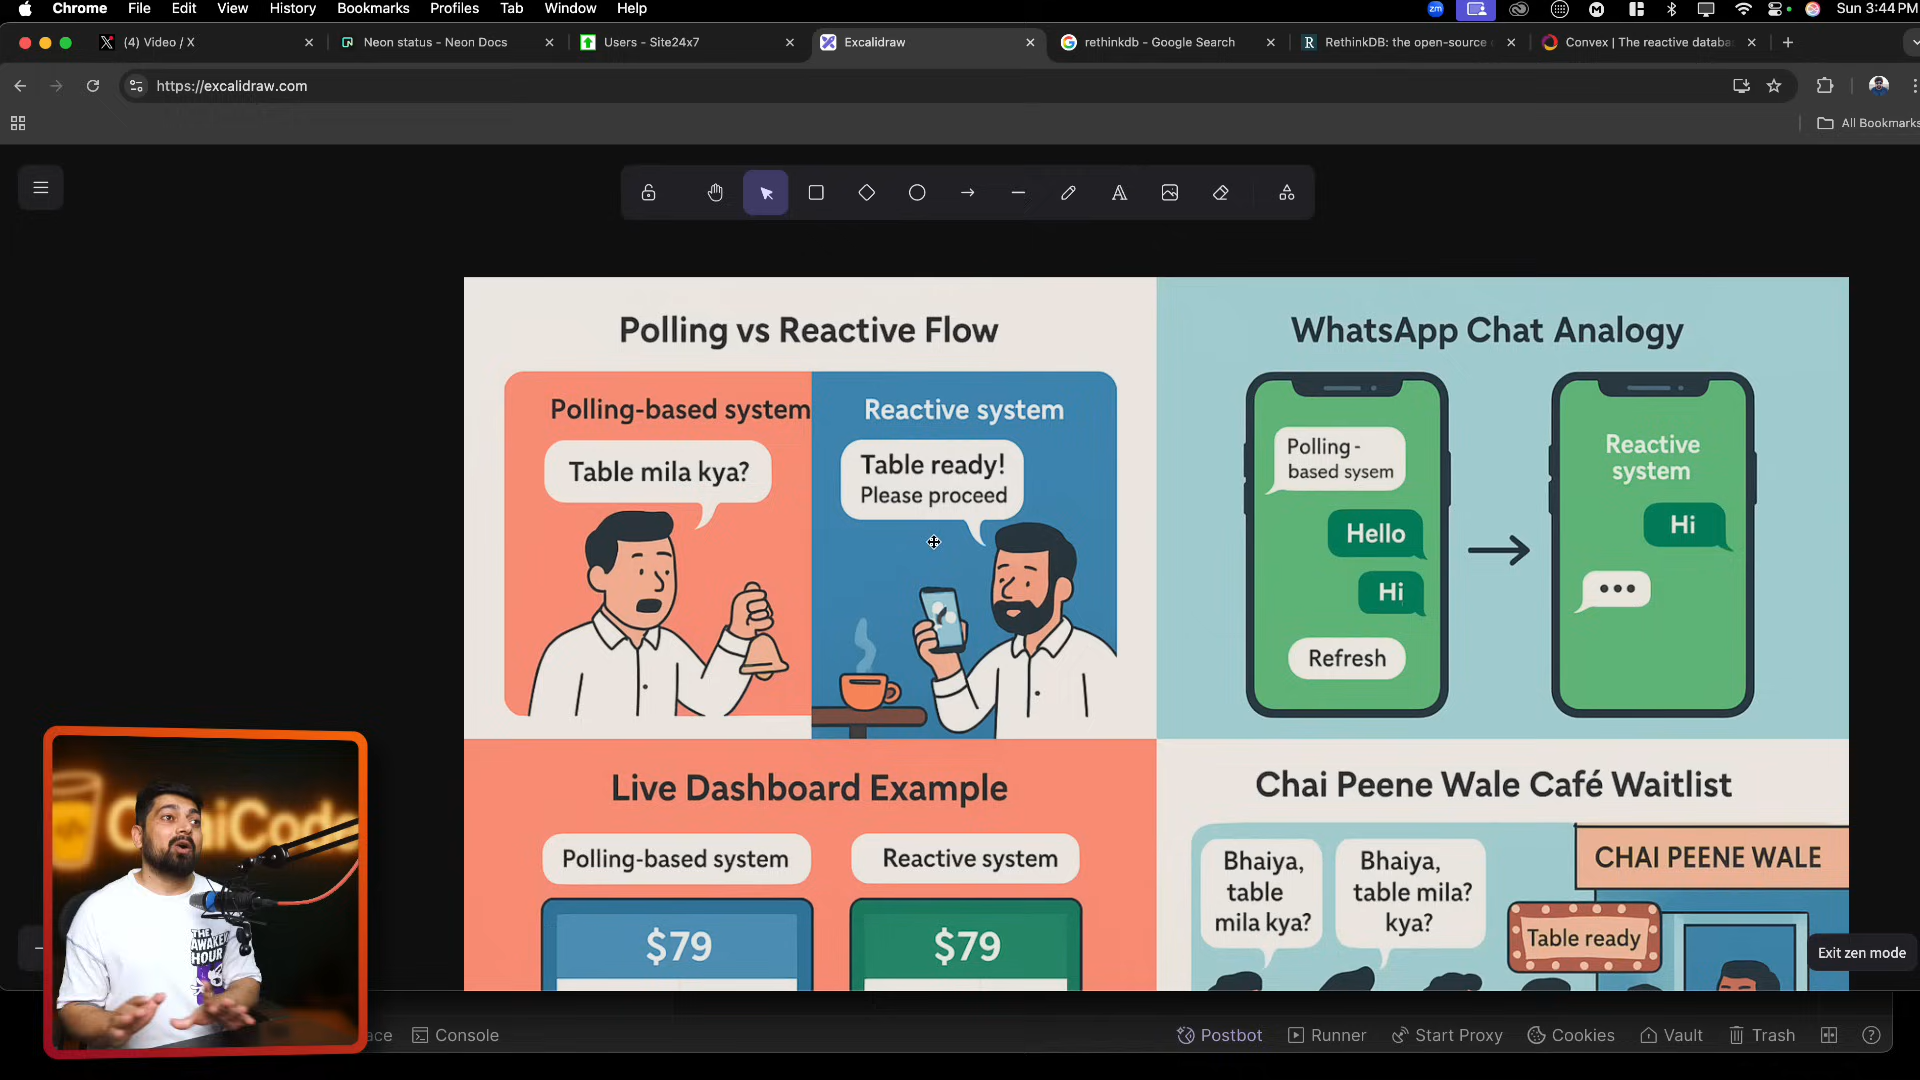 Chrome File Edit View History Bookmarks Profiles Tab Window Help
zm
Sun 3:44 PM
(4) Video / X
Neon status - Neon Docs
Users - Site24x7
Excalidraw
rethinkdb - Google Search
RethinkDB: the open-source
Convex | The reactive databa
https://excalidraw.com
All Bookmarks
Polling vs Reactive Flow
Polling-based system
Table mila kya?
Reactive system
Table ready!
Please proceed
WhatsApp Chat Analogy
Polling-
based sysem
Hello
Hi
Refresh
Reactive
system
Hi
Live Dashboard Example
Polling-based system
$79
Reactive system
$79
Chai Peene Wale Café Waitlist
Bhaiya,
table
mila kya?
Bhaiya,
table mila?
kya?
CHAI PEENE WALE
Table ready
Exit zen mode
THE
AWAKEN
HOUR
Console
Postbot
Runner
Start Proxy
Cookies
Vault
Trash